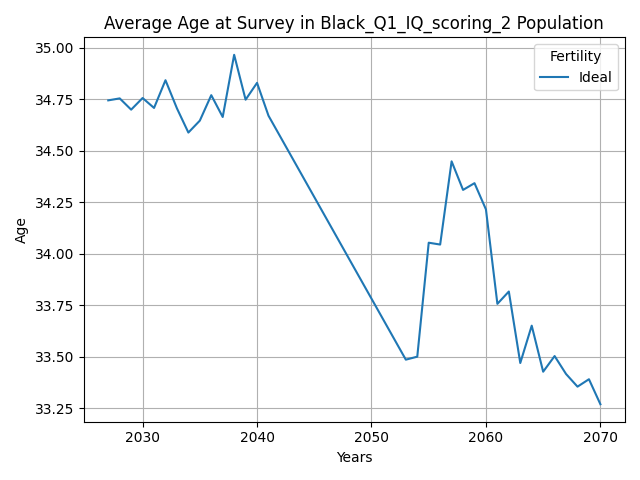 Average Age at Survey in Black_Q1_IQ_scoring_2 Population
Fertility
Ideal
35.00
34.75
34.50
34.25
34.00
33.75
33.50
33.25
Age
2030 2040 2050 2060 2070
Years